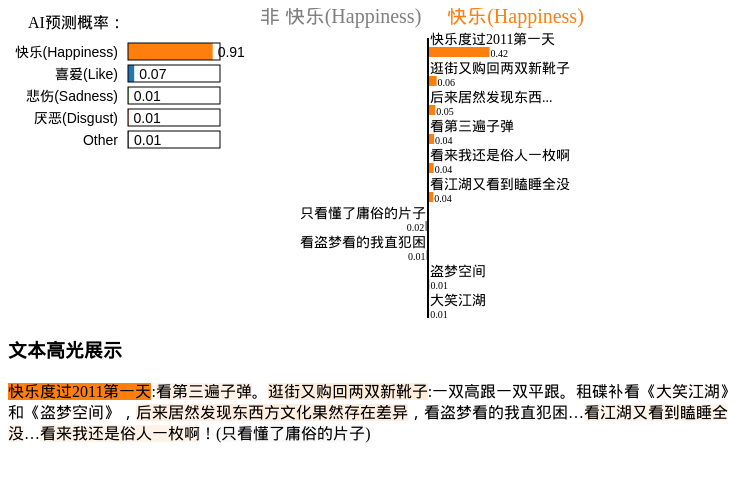 AI预测概率：
快乐(Happiness) 0.91
喜爱(Like) 0.07
悲伤(Sadness) 0.01
厌恶(Disgust) 0.01
Other 0.01
非 快乐(Happiness) 快乐(Happiness)
快乐度过2011第一天
0.42
逛街又购回两双新靴子
0.06
后来居然发现东西...
0.05
看第三遍子弹
0.04
看来我还是俗人一枚啊
0.04
看江湖又看到瞌睡全没
0.04
只看懂了庸俗的片子
0.02
看盗梦看的我直犯困
0.01
盗梦空间
0.01
大笑江湖
0.01
文本高光展示
快乐度过2011第一天:看第三遍子弹。逛街又购回两双新靴子:一双高跟一双平跟。租碟补看《大笑江湖》
和《盗梦空间》，后来居然发现东西方文化果然存在差异，看盗梦看的我直犯困…看江湖又看到瞌睡全
没…看来我还是俗人一枚啊！(只看懂了庸俗的片子)